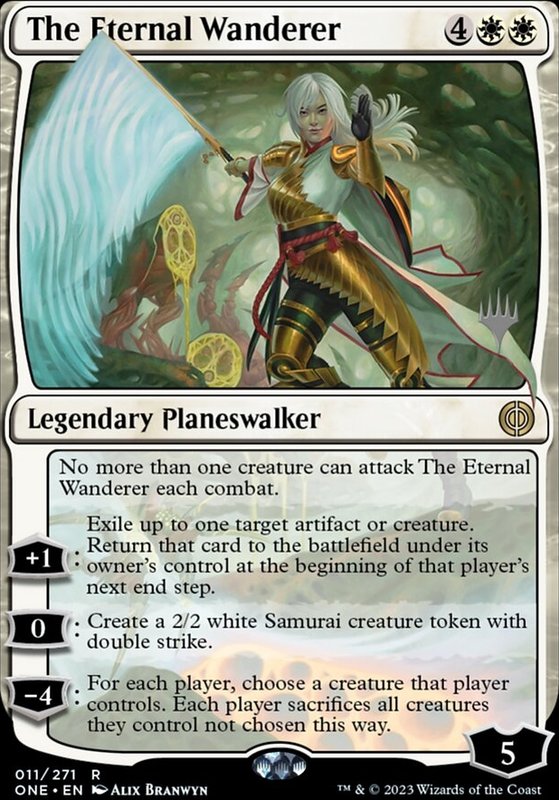 The Eternal Wanderer 4
Legendary Planeswalker
No more than one creature can attack The Eternal
Wanderer each combat.
+1: Exile up to one target artifact or creature.
Return that card to the battlefield under its
owner's control at the beginning of that player's
next end step.
0: Create a 2/2 white Samurai creature token with
double strike.
−4: For each player, choose a creature that player
controls. Each player sacrifices all creatures
they control not chosen this way.
5
011/271 R
ONE • EN Alix Branwyn
™ & © 2023 Wizards of the Coast